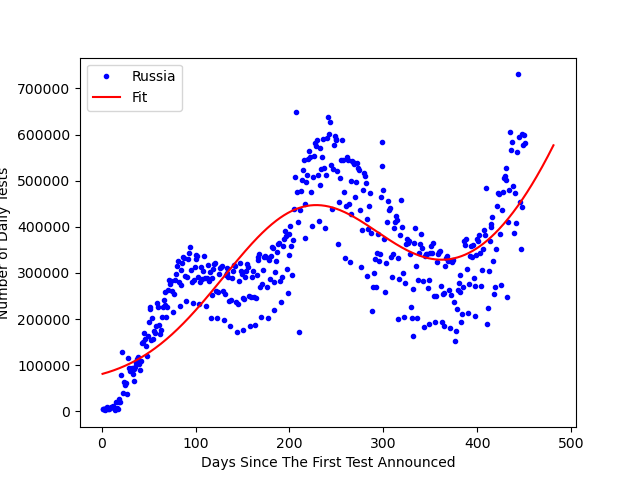 Russia
Fit
700000
600000
500000
400000
300000
200000
100000
0
Number of Daily Tests
0 100 200 300 400 500
Days Since The First Test Announced